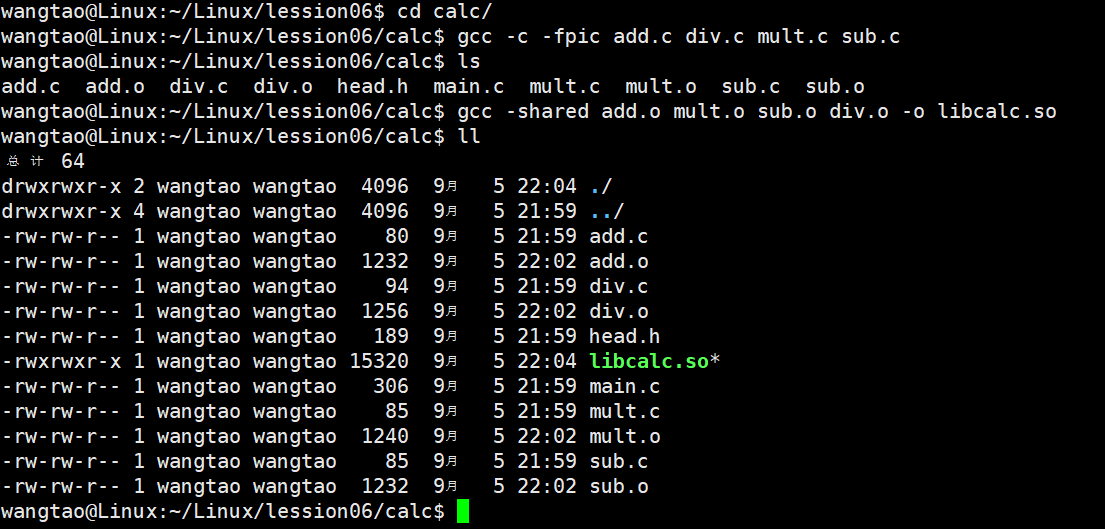 wangtao@Linux:~/Linux/lession06$ cd calc/
wangtao@Linux:~/Linux/lession06/calc$ gcc -c -fpic add.c div.c mult.c sub.c
wangtao@Linux:~/Linux/lession06/calc$ ls
add.c  add.o  div.c  div.o  head.h  main.c  mult.c  mult.o  sub.c  sub.o
wangtao@Linux:~/Linux/lession06/calc$ gcc -shared add.o mult.o sub.o div.o -o libcalc.so
wangtao@Linux:~/Linux/lession06/calc$ ll
总计 64
drwxrwxr-x 2 wangtao wangtao  4096  9月   5 22:04 ./
drwxrwxr-x 4 wangtao wangtao  4096  9月   5 21:59 ../
-rw-rw-r-- 1 wangtao wangtao    80  9月   5 21:59 add.c
-rw-rw-r-- 1 wangtao wangtao  1232  9月   5 22:02 add.o
-rw-rw-r-- 1 wangtao wangtao    94  9月   5 21:59 div.c
-rw-rw-r-- 1 wangtao wangtao  1256  9月   5 22:02 div.o
-rw-rw-r-- 1 wangtao wangtao   189  9月   5 21:59 head.h
-rwxrwxr-x 1 wangtao wangtao 15320  9月   5 22:04 libcalc.so*
-rw-rw-r-- 1 wangtao wangtao   306  9月   5 21:59 main.c
-rw-rw-r-- 1 wangtao wangtao    85  9月   5 21:59 mult.c
-rw-rw-r-- 1 wangtao wangtao  1240  9月   5 22:02 mult.o
-rw-rw-r-- 1 wangtao wangtao    85  9月   5 21:59 sub.c
-rw-rw-r-- 1 wangtao wangtao  1232  9月   5 22:02 sub.o
wangtao@Linux:~/Linux/lession06/calc$